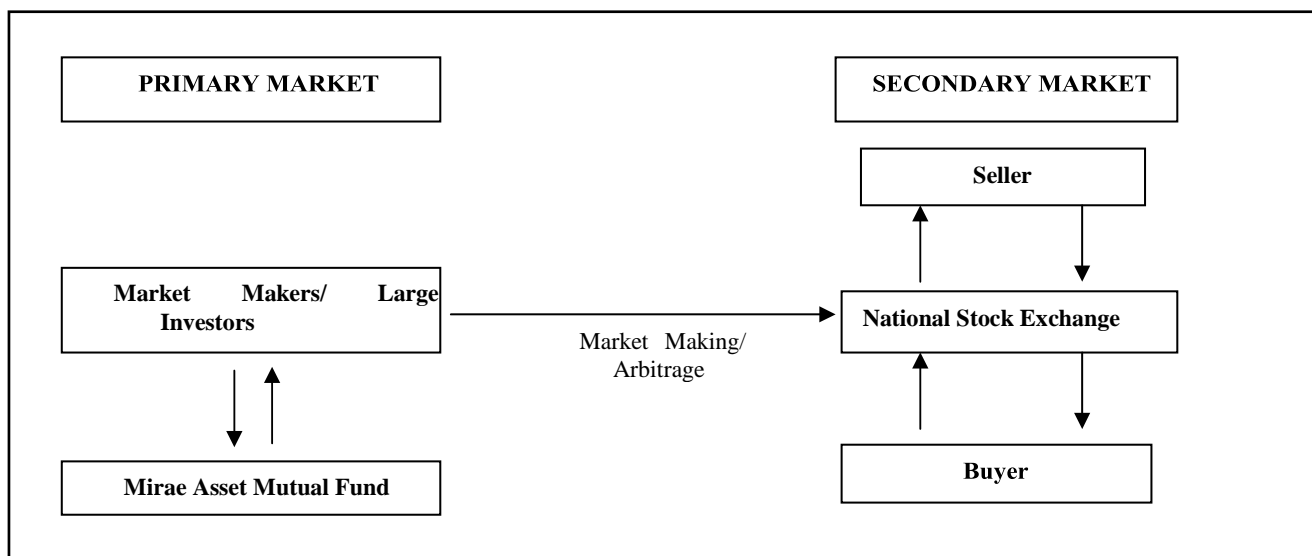 PRIMARY MARKET
SECONDARY MARKET
Seller
Market Makers/ Large
Investors
National Stock Exchange
Market Making/
Arbitrage
Mirae Asset Mutual Fund
Buyer